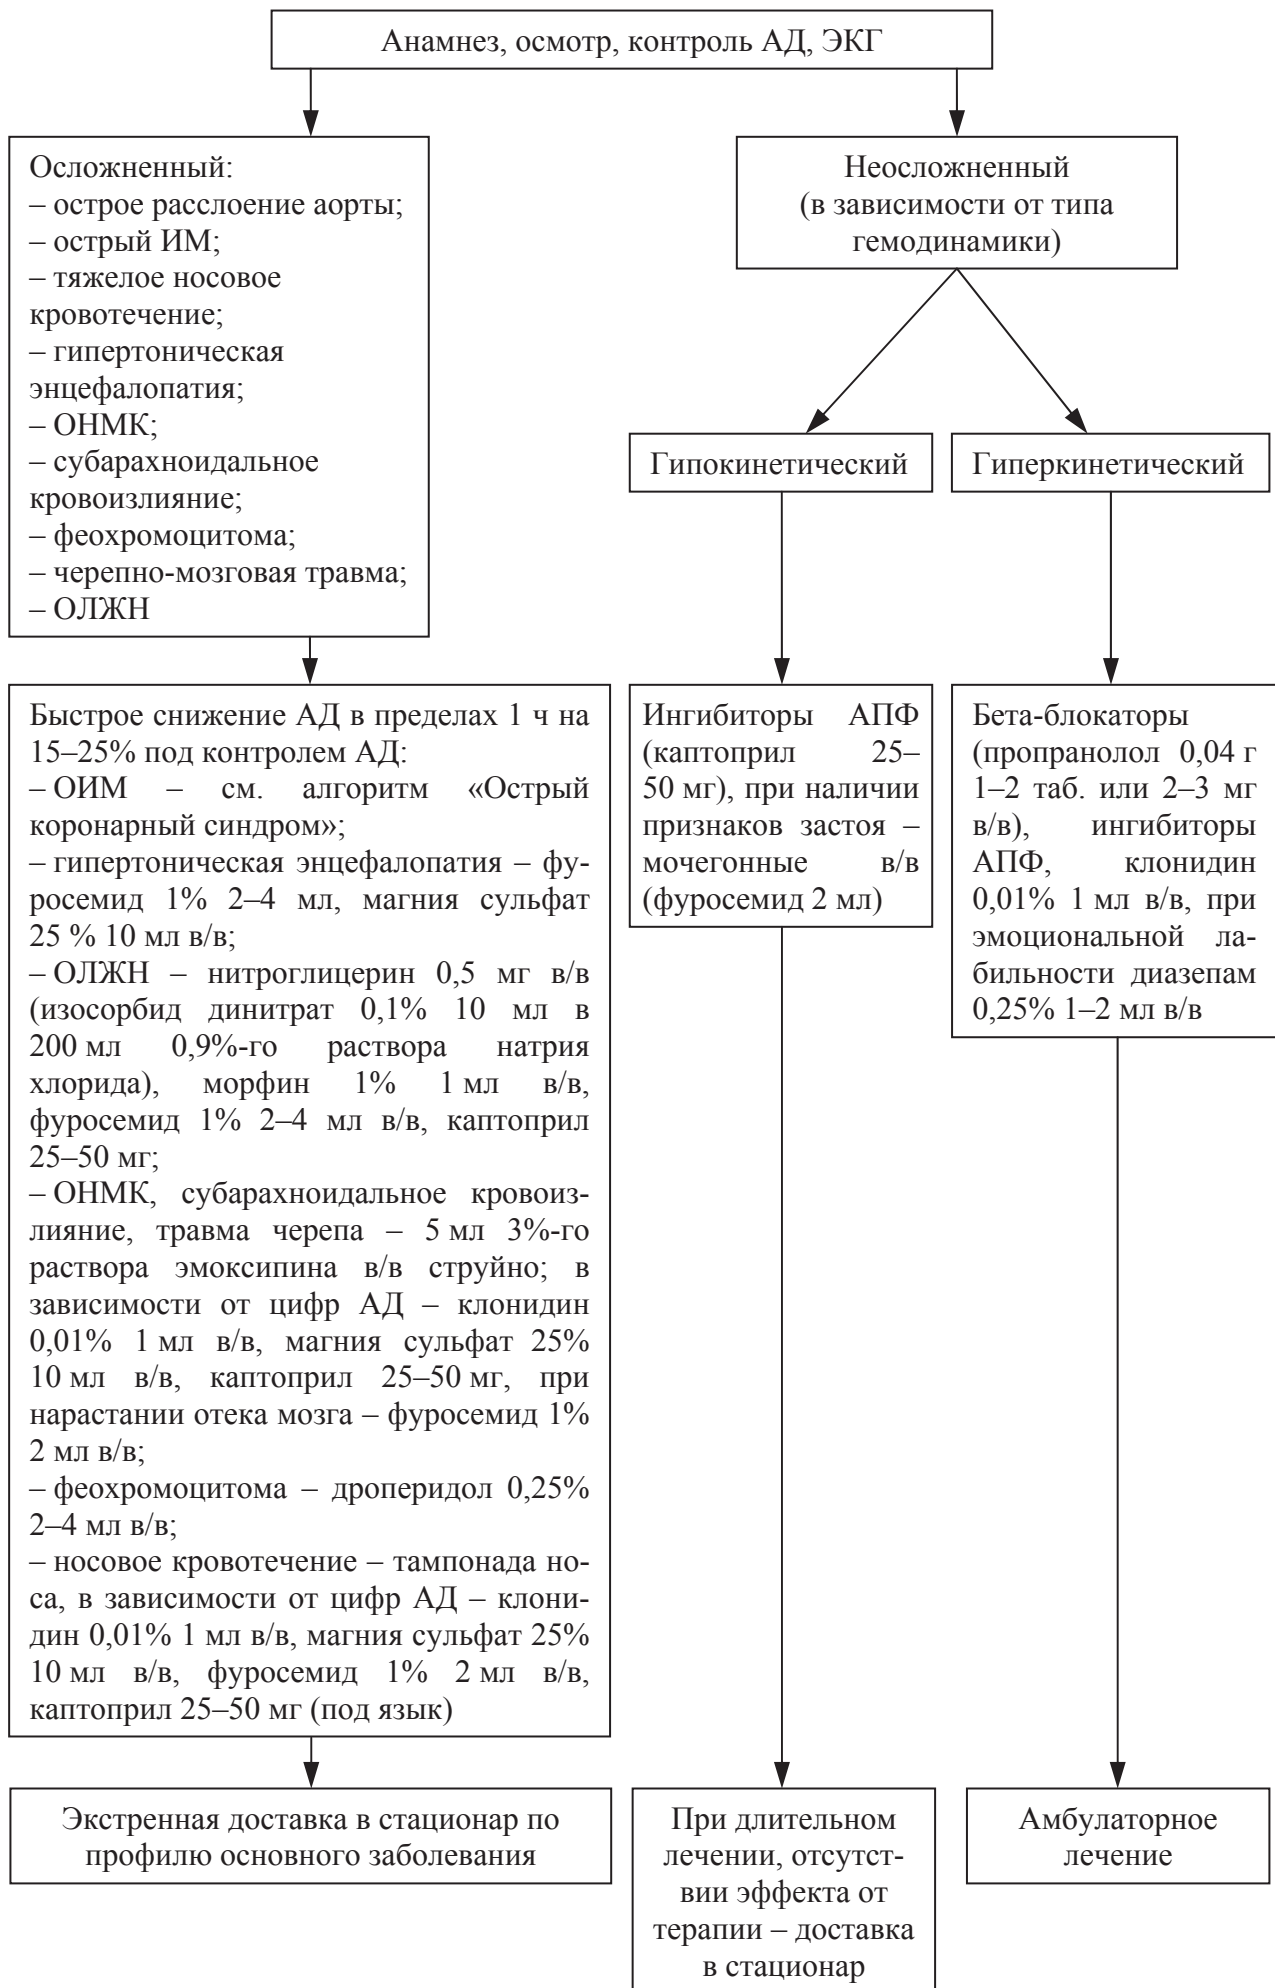 Анамнез, осмотр, контроль АД, ЭКГ
Осложненный:
– острое расслоение аорты;
– острый ИМ;
– тяжелое носовое
кровотечение;
– гипертоническая
энцефалопатия;
– ОНМК;
– субарахноидальное
кровоизлияние;
– феохромоцитома;
– черепно-мозговая травма;
– ОЛЖН
Неосложненный
(в зависимости от типа
гемодинамики)
Гипокинетический
Гиперкинетический
Быстрое снижение АД в пределах 1 ч на
15–25% под контролем АД:
– ОИМ – см. алгоритм «Острый
коронарный синдром»;
– гипертоническая энцефалопатия – фу-
росемид 1% 2–4 мл, магния сульфат
25 % 10 мл в/в;
– ОЛЖН – нитроглицерин 0,5 мг в/в
(изосорбид динитрат 0,1% 10 мл в
200 мл 0,9%-го раствора натрия
хлорида), морфин 1% 1 мл в/в,
фуросемид 1% 2–4 мл в/в, каптоприл
25–50 мг;
– ОНМК, субарахноидальное кровоиз-
лияние, травма черепа – 5 мл 3%-го
раствора эмоксипина в/в струйно; в
зависимости от цифр АД – клонидин
0,01% 1 мл в/в, магния сульфат 25%
10 мл в/в, каптоприл 25–50 мг, при
нарастании отека мозга – фуросемид 1%
2 мл в/в;
– феохромоцитома – дроперидол 0,25%
2–4 мл в/в;
– носовое кровотечение – тампонада но-
са, в зависимости от цифр АД – клони-
дин 0,01% 1 мл в/в, магния сульфат 25%
10 мл в/в, фуросемид 1% 2 мл в/в,
каптоприл 25–50 мг (под язык)
Ингибиторы АПФ
(каптоприл 25–
50 мг), при наличии
признаков застоя –
мочегонные в/в
(фуросемид 2 мл)
Бета-блокаторы
(пропранолол 0,04 г
1–2 таб. или 2–3 мг
в/в), ингибиторы
АПФ, клонидин
0,01% 1 мл в/в, при
эмоциональной ла-
бильности диазепам
0,25% 1–2 мл в/в
Экстренная доставка в стационар по
профилю основного заболевания
При длительном
лечении, отсутст-
вии эффекта от
терапии – доставка
в стационар
Амбулаторное
лечение